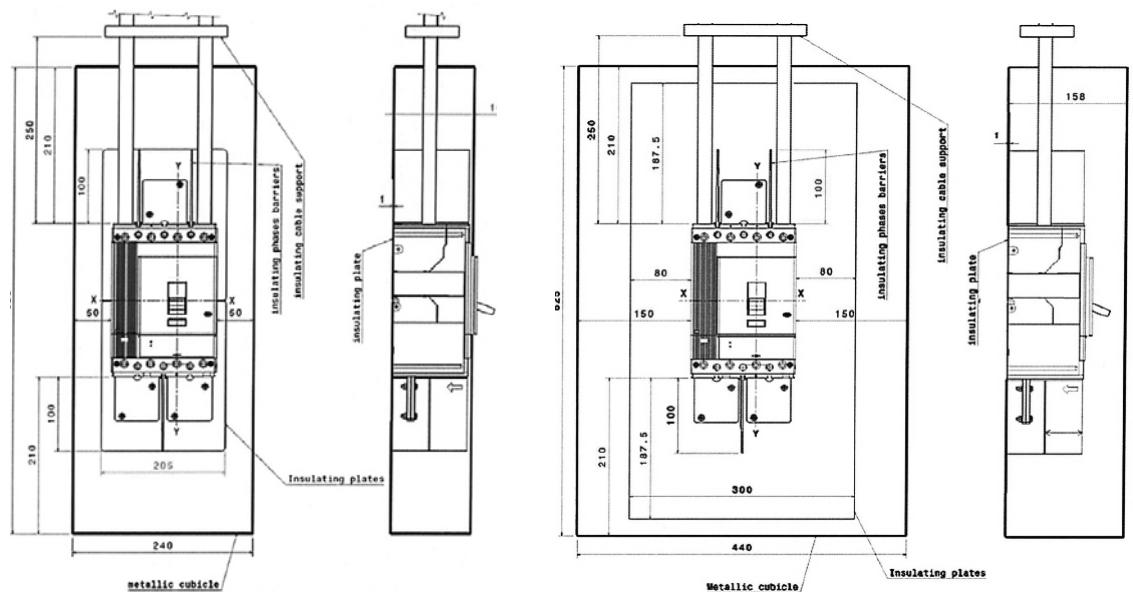 250
210
100
insulating phases barriers
insulating cable support
X
Y
X
50
50
100
210
Y
205
Insulating plates
240
metallic cubicle
1
1
insulating plate
250
210
187.5
Y
100
insulating phases barriers
insulating cable support
80
80
X
X
625
150
150
100
210
187.5
Y
300
440
Insulating plates
Metallic cubicle
158
1
insulating plate